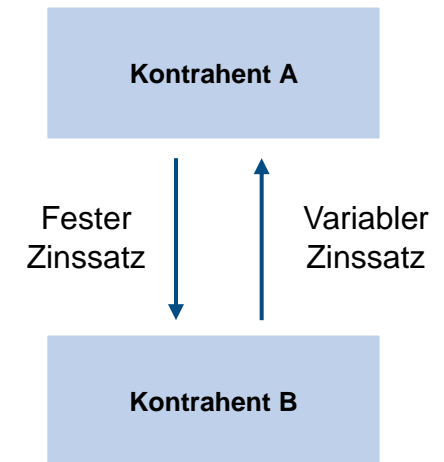 Kontrahent A
Fester
Zinssatz
Variabler
Zinssatz
Kontrahent B